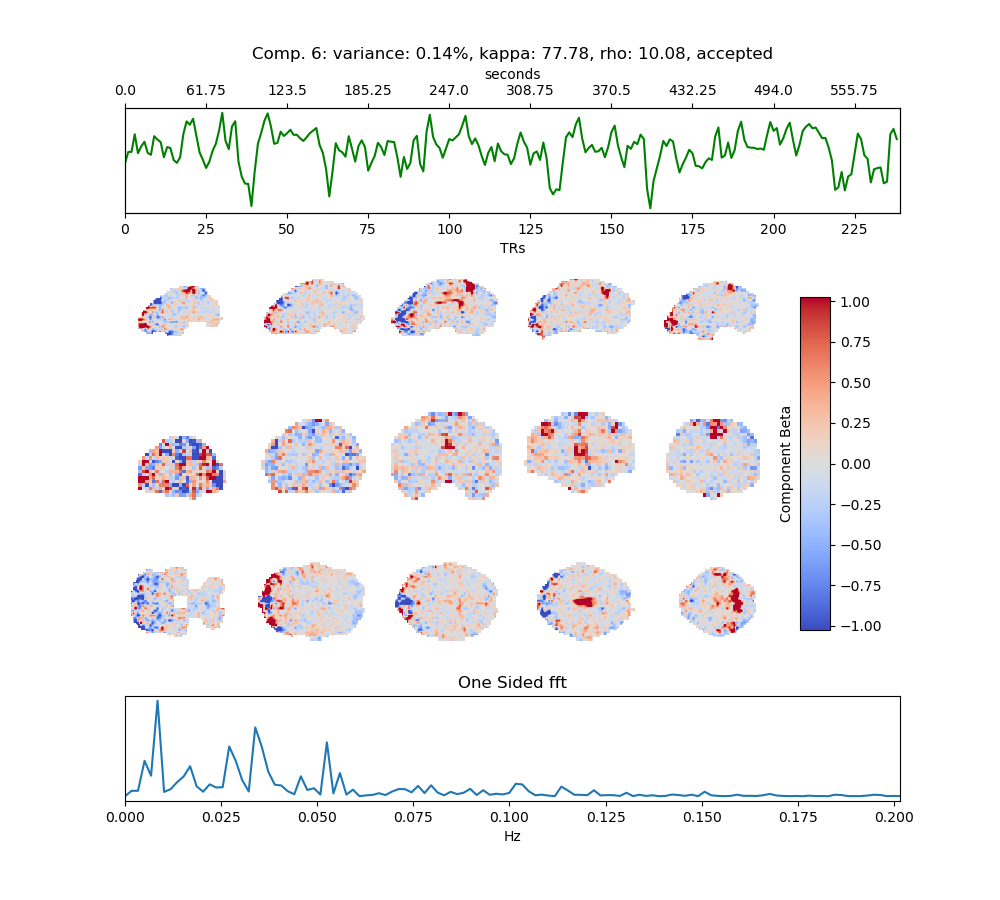 Comp. 6: variance: 0.14%, kappa: 77.78, rho: 10.08, accepted
seconds
0.0 61.75 123.5 185.25 247.0 308.75 370.5 432.25 494.0 555.75
0 25 50 75 100 125 150 175 200 225
TRs
1.00
0.75
0.50
0.25
0.00
−0.25
−0.50
−0.75
−1.00
Component Beta
One Sided fft
0.000 0.025 0.050 0.075 0.100 0.125 0.150 0.175 0.200
Hz